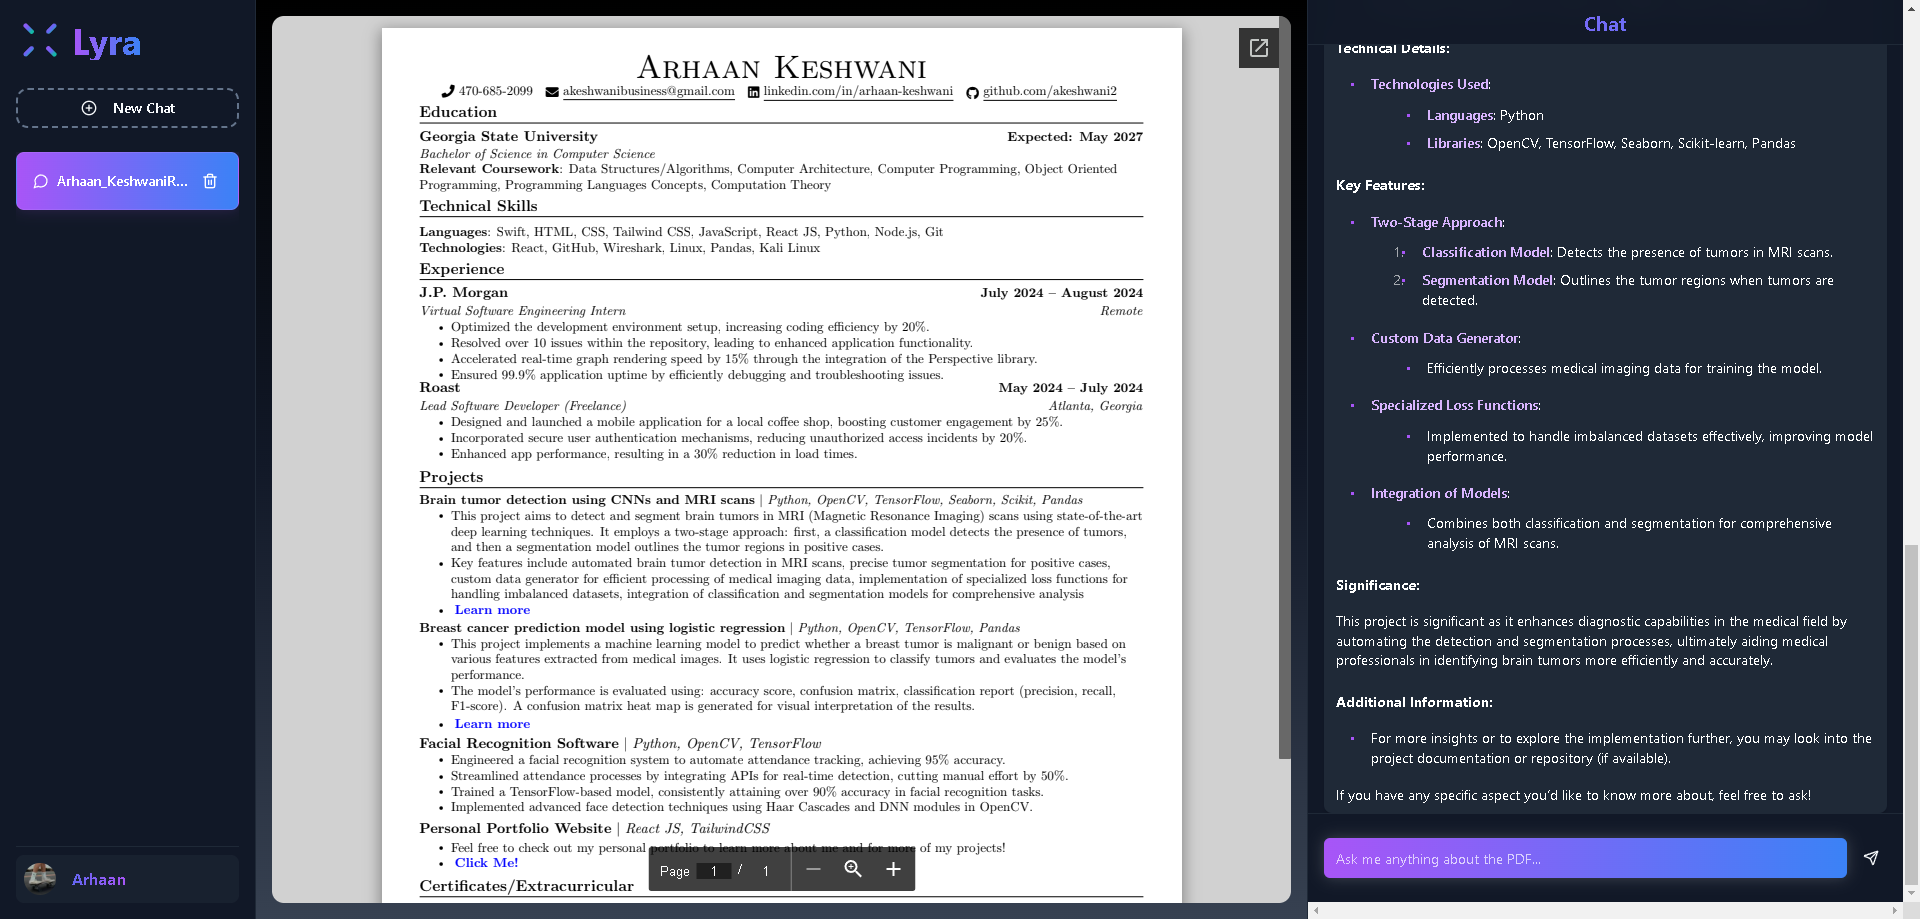 Lyra
New Chat
Arhaan_KeshwaniR...
Arhaan
Arhaan Keshwani
470-685-2099 akeshwanibusiness@gmail.com linkedin.com/in/arhaan-keshwani github.com/akeshwani2
Education
Georgia State University Expected: May 2027
Bachelor of Science in Computer Science
Relevant Coursework: Data Structures/Algorithms, Computer Architecture, Computer Programming, Object Oriented
Programming, Programming Languages Concepts, Computation Theory
Technical Skills
Languages: Swift, HTML, CSS, Tailwind CSS, JavaScript, React JS, Python, Node.js, Git
Technologies: React, GitHub, Wireshark, Linux, Pandas, Kali Linux
Experience
J.P. Morgan July 2024 – August 2024
Virtual Software Engineering Intern Remote
• Optimized the development environment setup, increasing coding efficiency by 20%.
• Resolved over 10 issues within the repository, leading to enhanced application functionality.
• Accelerated real-time graph rendering speed by 15% through the integration of the Perspective library.
• Ensured 99.9% application uptime by efficiently debugging and troubleshooting issues.
Roast May 2024 – July 2024
Lead Software Developer (Freelance) Atlanta, Georgia
• Designed and launched a mobile application for a local coffee shop, boosting customer engagement by 25%.
• Incorporated secure user authentication mechanisms, reducing unauthorized access incidents by 20%.
• Enhanced app performance, resulting in a 30% reduction in load times.
Projects
Brain tumor detection using CNNs and MRI scans | Python, OpenCV, TensorFlow, Seaborn, Scikit, Pandas
• This project aims to detect and segment brain tumors in MRI (Magnetic Resonance Imaging) scans using state-of-the-art
deep learning techniques. It employs a two-stage approach: first, a classification model detects the presence of tumors,
and then a segmentation model outlines the tumor regions in positive cases.
• Key features include automated brain tumor detection in MRI scans, precise tumor segmentation for positive cases,
custom data generator for efficient processing of medical imaging data, implementation of specialized loss functions for
handling imbalanced datasets, integration of classification and segmentation models for comprehensive analysis
• Learn more
Breast cancer prediction model using logistic regression | Python, OpenCV, TensorFlow, Pandas
• This project implements a machine learning model to predict whether a breast tumor is malignant or benign based on
various features extracted from medical images. It uses logistic regression to classify tumors and evaluates the model's
performance.
• The model's performance is evaluated using: accuracy score, confusion matrix, classification report (precision, recall,
F1-score). A confusion matrix heat map is generated for visual interpretation of the results.
• Learn more
Facial Recognition Software | Python, OpenCV, TensorFlow
• Engineered a facial recognition system to automate attendance tracking, achieving 95% accuracy.
• Streamlined attendance processes by integrating APIs for real-time detection, cutting manual effort by 50%.
• Trained a TensorFlow-based model, consistently attaining over 90% accuracy in facial recognition tasks.
• Implemented advanced face detection techniques using Haar Cascades and DNN modules in OpenCV.
Personal Portfolio Website | React JS, TailwindCSS
• Feel free to check out my personal portfolio to learn more about me and for more of my projects!
• Click Me!
Certificates/Extracurricular
Page 1 / 1
Chat
Technical Details:
• Technologies Used:
• Languages: Python
• Libraries: OpenCV, TensorFlow, Seaborn, Scikit-learn, Pandas
Key Features:
• Two-Stage Approach:
1. Classification Model: Detects the presence of tumors in MRI scans.
2. Segmentation Model: Outlines the tumor regions when tumors are
detected.
• Custom Data Generator:
• Efficiently processes medical imaging data for training the model.
• Specialized Loss Functions:
• Implemented to handle imbalanced datasets effectively, improving model
performance.
• Integration of Models:
• Combines both classification and segmentation for comprehensive
analysis of MRI scans.
Significance:
This project is significant as it enhances diagnostic capabilities in the medical field by
automating the detection and segmentation processes, ultimately aiding medical
professionals in identifying brain tumors more efficiently and accurately.
Additional Information:
• For more insights or to explore the implementation further, you may look into the
project documentation or repository (if available).
If you have any specific aspect you'd like to know more about, feel free to ask!
Ask me anything about the PDF...